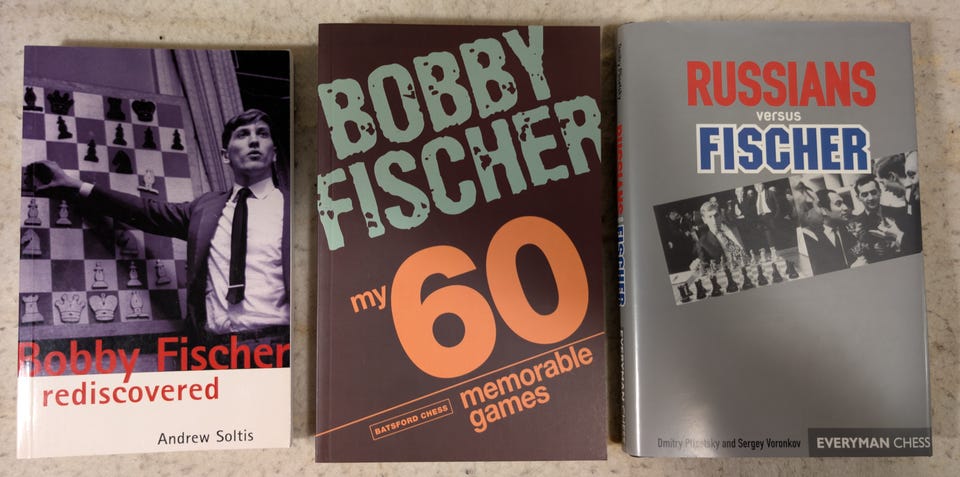 Bobby Fischer
rediscovered
Andrew Soltis
BOBBY
FISCHER
my 60
memorable
games
BATSFORD CHESS
RUSSIANS
versus
FISCHER
Dmitry Plisetsky and Sergey Voronkov
EVERYMAN CHESS
FISCHER